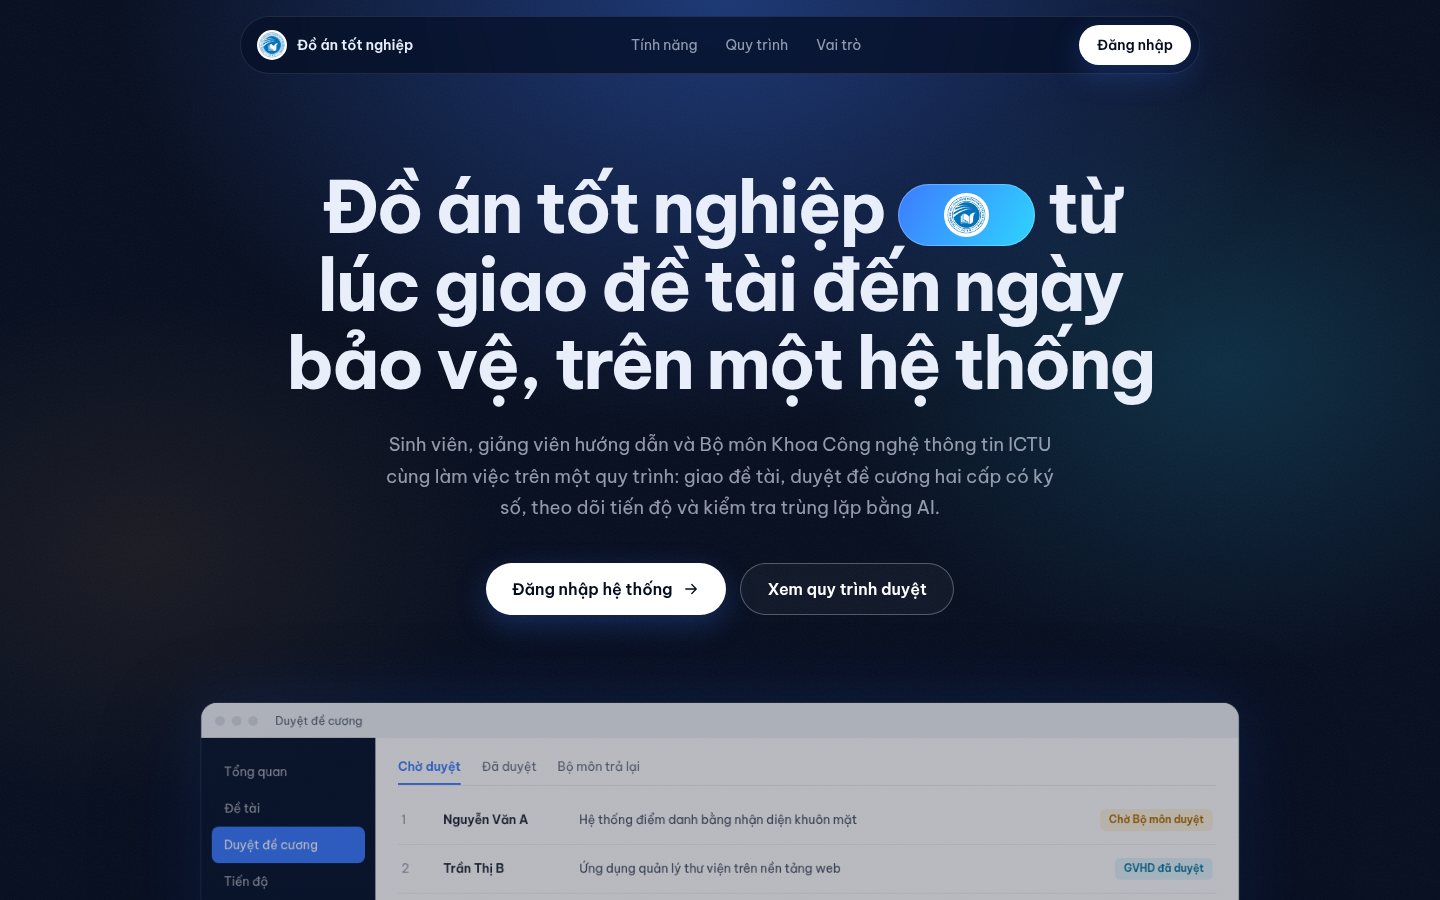 Đồ án tốt nghiệp
Tính năng
Quy trình
Vai trò
Đăng nhập
Đồ án tốt nghiệp từ
lúc giao đề tài đến ngày
bảo vệ, trên một hệ thống
Sinh viên, giảng viên hướng dẫn và Bộ môn Khoa Công nghệ thông tin ICTU
cùng làm việc trên một quy trình: giao đề tài, duyệt đề cương hai cấp có ký
số, theo dõi tiến độ và kiểm tra trùng lặp bằng AI.
Đăng nhập hệ thống →
Xem quy trình duyệt
Duyệt đề cương
Tổng quan
Đề tài
Duyệt đề cương
Tiến độ
Chờ duyệt
Đã duyệt
Bộ môn trả lại
1 Nguyễn Văn A Hệ thống điểm danh bằng nhận diện khuôn mặt Chờ Bộ môn duyệt
2 Trần Thị B Ứng dụng quản lý thư viện trên nền tảng web GVHD đã duyệt